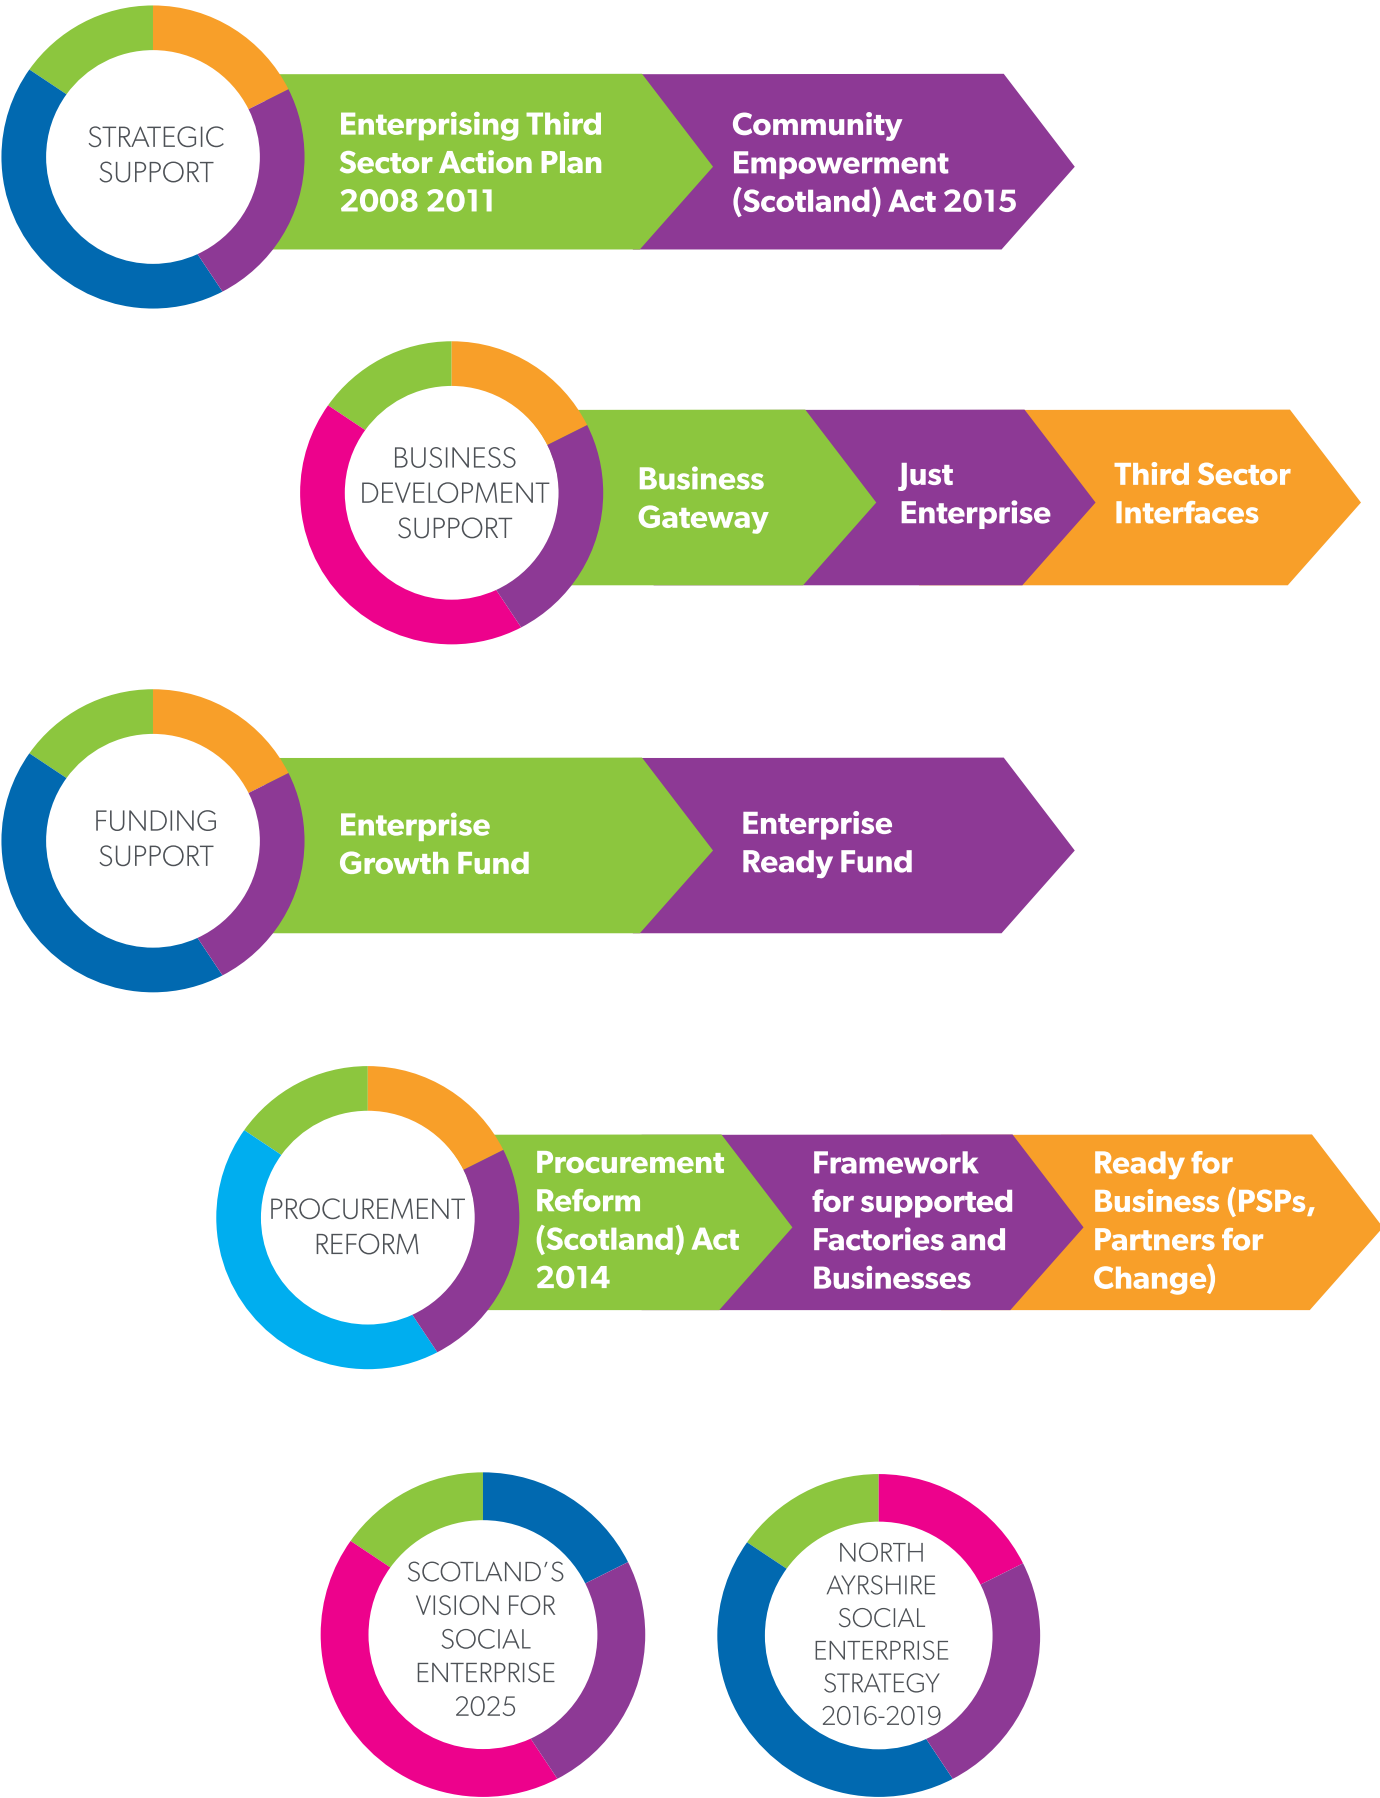 STRATEGIC
SUPPORT
Enterprising Third
Sector Action Plan
2008 2011
Community
Empowerment
(Scotland) Act 2015
BUSINESS
DEVELOPMENT
SUPPORT
Business
Gateway
Just
Enterprise
Third Sector
Interfaces
FUNDING
SUPPORT
Enterprise
Growth Fund
Enterprise
Ready Fund
PROCUREMENT
REFORM
Procurement
Reform
(Scotland) Act
2014
Framework
for supported
Factories and
Businesses
Ready for
Business (PSPs,
Partners for
Change)
SCOTLAND’S
VISION FOR
SOCIAL
ENTERPRISE
2025
NORTH
AYRSHIRE
SOCIAL
ENTERPRISE
STRATEGY
2016-2019